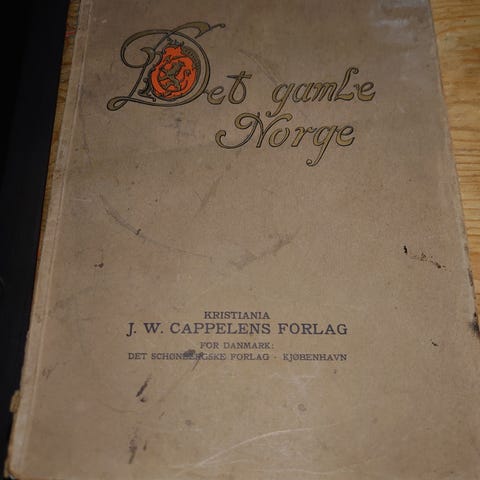 Det gamle
Norge
KRISTIANIA
J. W. CAPPELENS FORLAG
FOR DANMARK:
DET SCHØNBERGSKE FORLAG · KJØBENHAVN